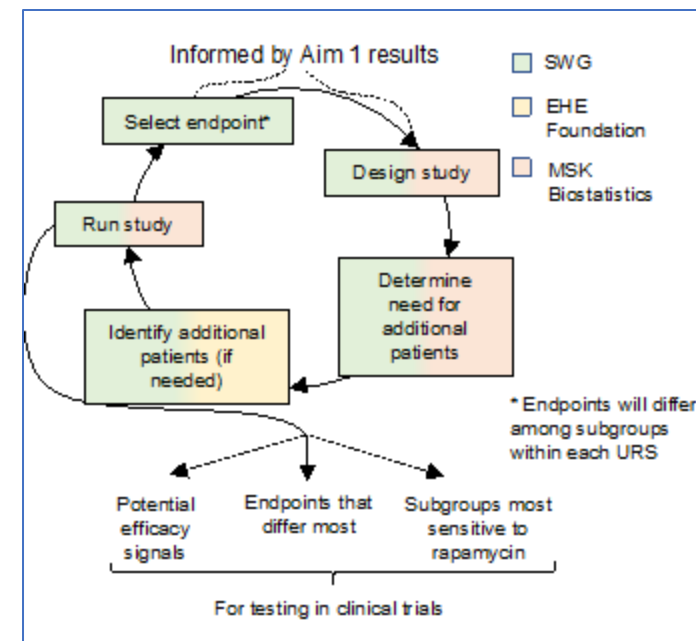 Informed by Aim 1 results
SWG
EHE
Foundation
MSK
Biostatistics
Select endpoint*
Design study
Run study
Determine
need for
additional
patients
Identify additional
patients (if
needed)
* Endpoints will differ
among subgroups
within each URS
Potential
efficacy
signals
Endpoints that
differ most
Subgroups most
sensitive to
rapamycin
For testing in clinical trials